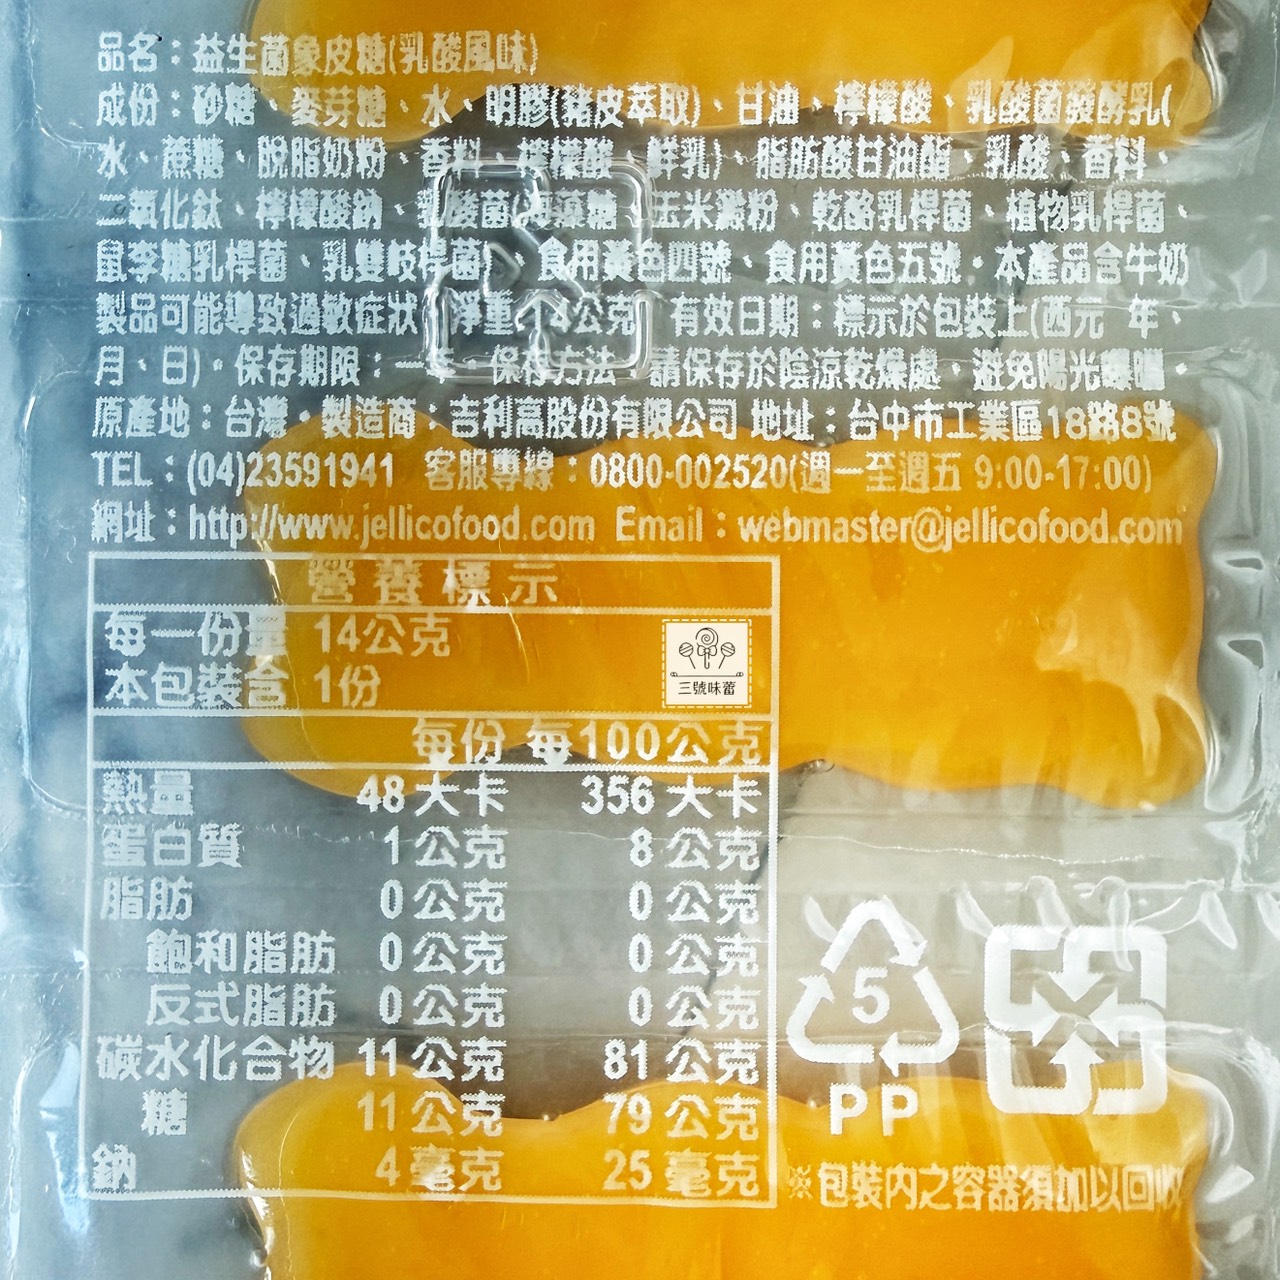 品名：益生菌象皮糖(乳酸風味)
成份：砂糖、麥芽糖、水、明膠(豬皮萃取)、甘油、檸檬酸、乳酸菌發酵乳(
水、蔗糖、脫脂奶粉、香料、檸檬酸、鮮乳)、脂肪酸甘油酯、乳酸、香料、
二氧化鈦、檸檬酸鈉、乳酸菌(海藻糖、玉米澱粉、乾酪乳桿菌、植物乳桿菌、
鼠李糖乳桿菌、乳雙歧桿菌)、食用黃色四號、食用黃色五號。本產品含牛奶
製品可能導致過敏症狀 淨重：14公克 有效日期：標示於包裝上(西元 年、
月、日)。保存期限：一年。保存方法：請保存於陰涼乾燥處、避免陽光曝曬。
原產地：台灣。製造商：吉利高股份有限公司 地址：台中市工業區18路8號
TEL：(04)23591941 客服專線：0800-002520(週一至週五 9:00-17:00)
網址：http://www.jellicofood.com Email：webmaster@jellicofood.com
營養標示
每一份量 14公克
本包裝含 1份
三號味蕾
每份 每100公克
熱量 48大卡 356大卡
蛋白質 1公克 8公克
脂肪 0公克 0公克
飽和脂肪 0公克 0公克
反式脂肪 0公克 0公克
碳水化合物 11公克 81公克
糖 11公克 79公克
鈉 4毫克 25毫克
5
PP
※包裝內之容器須加以回收